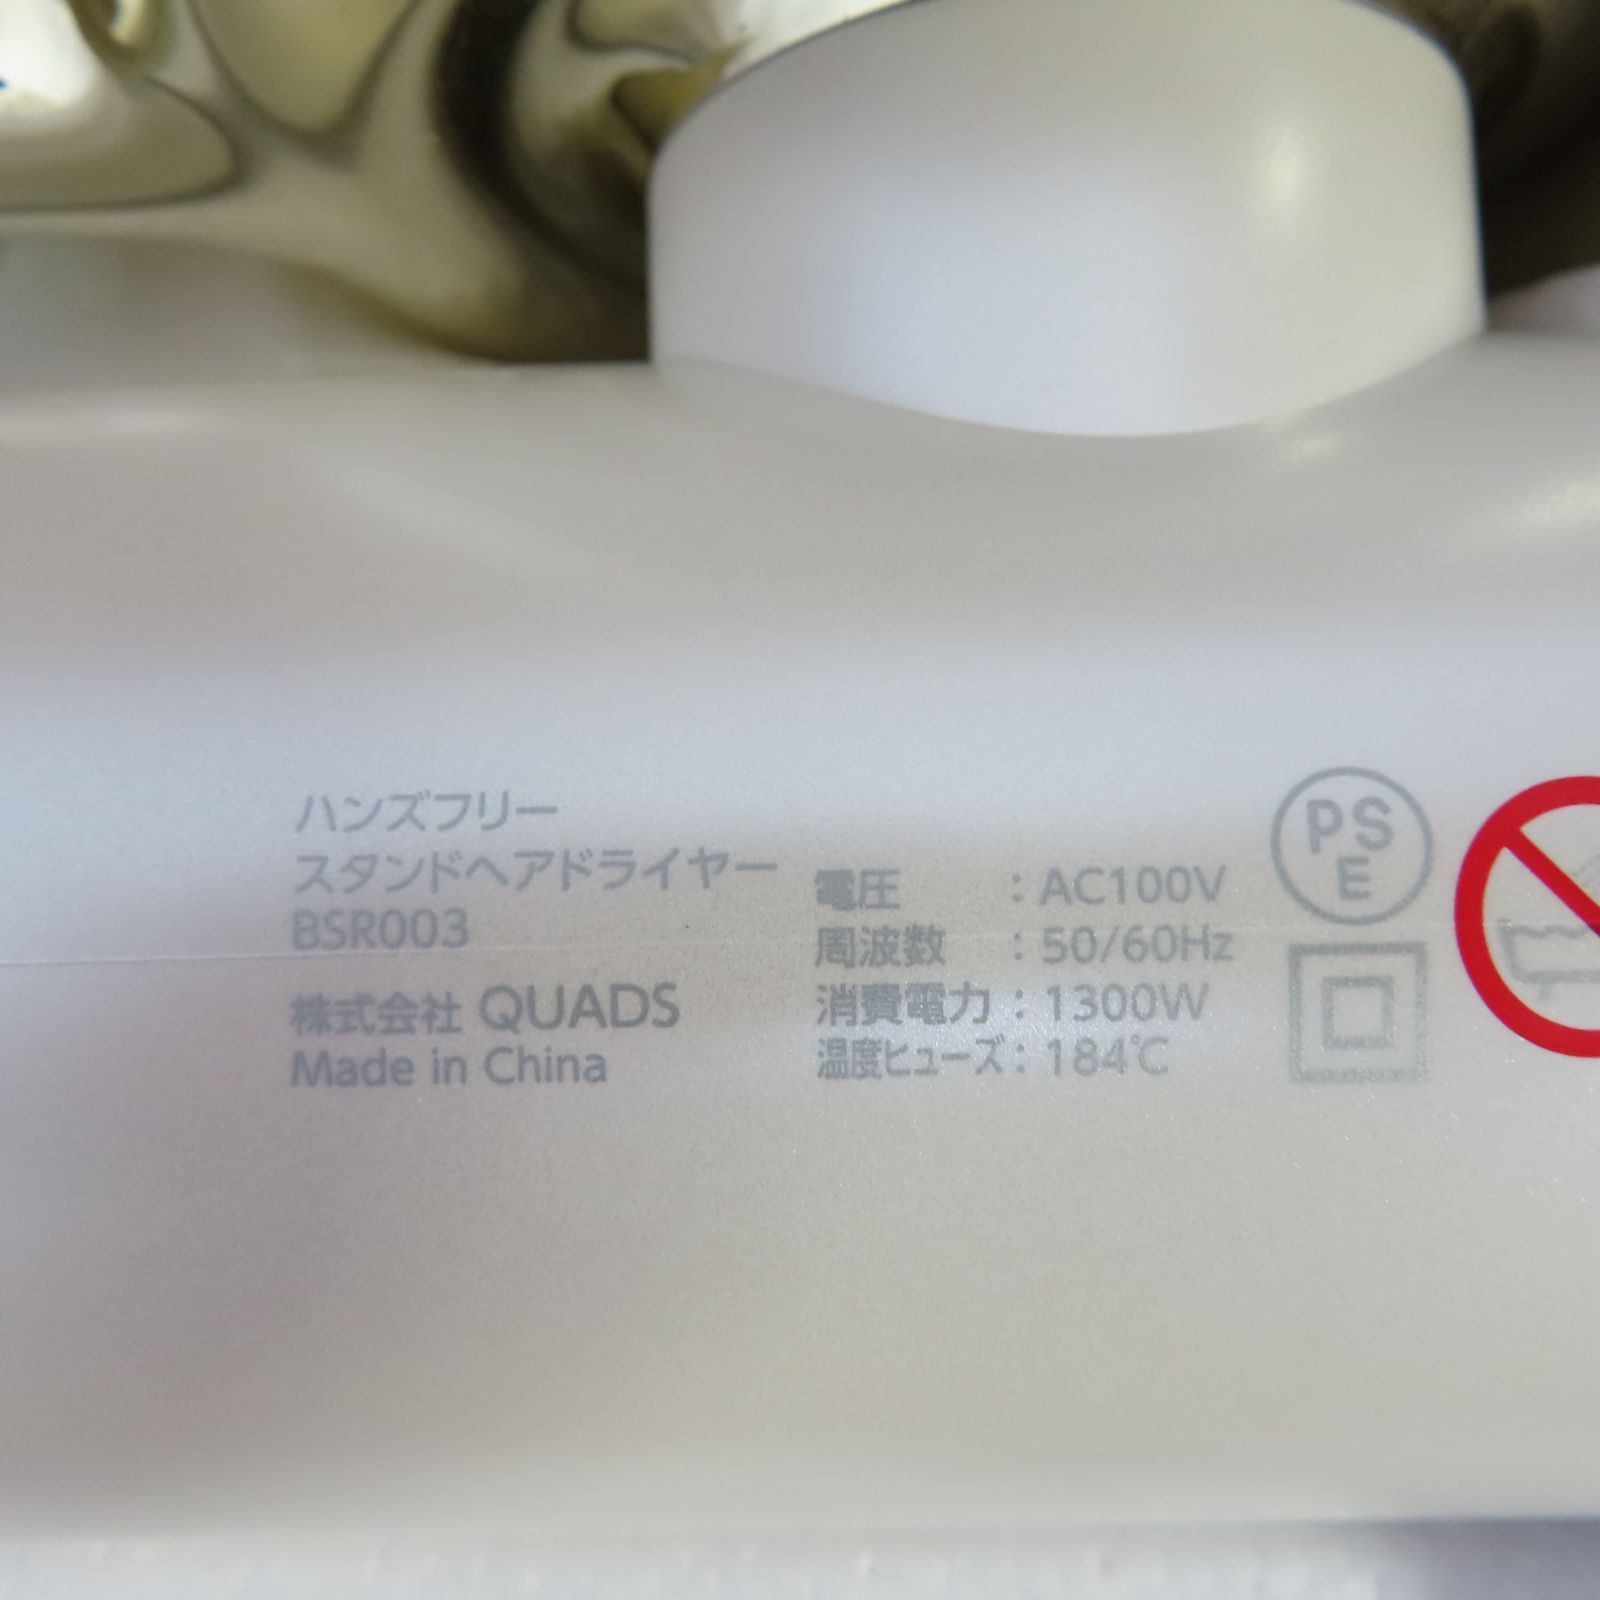 ハンズフリー
スタンドヘアドライヤー
BSR003
株式会社 QUADS
Made in China
電圧 : AC100V
周波数 : 50/60Hz
消費電力 : 1300W
温度ヒューズ : 184℃
PS
E